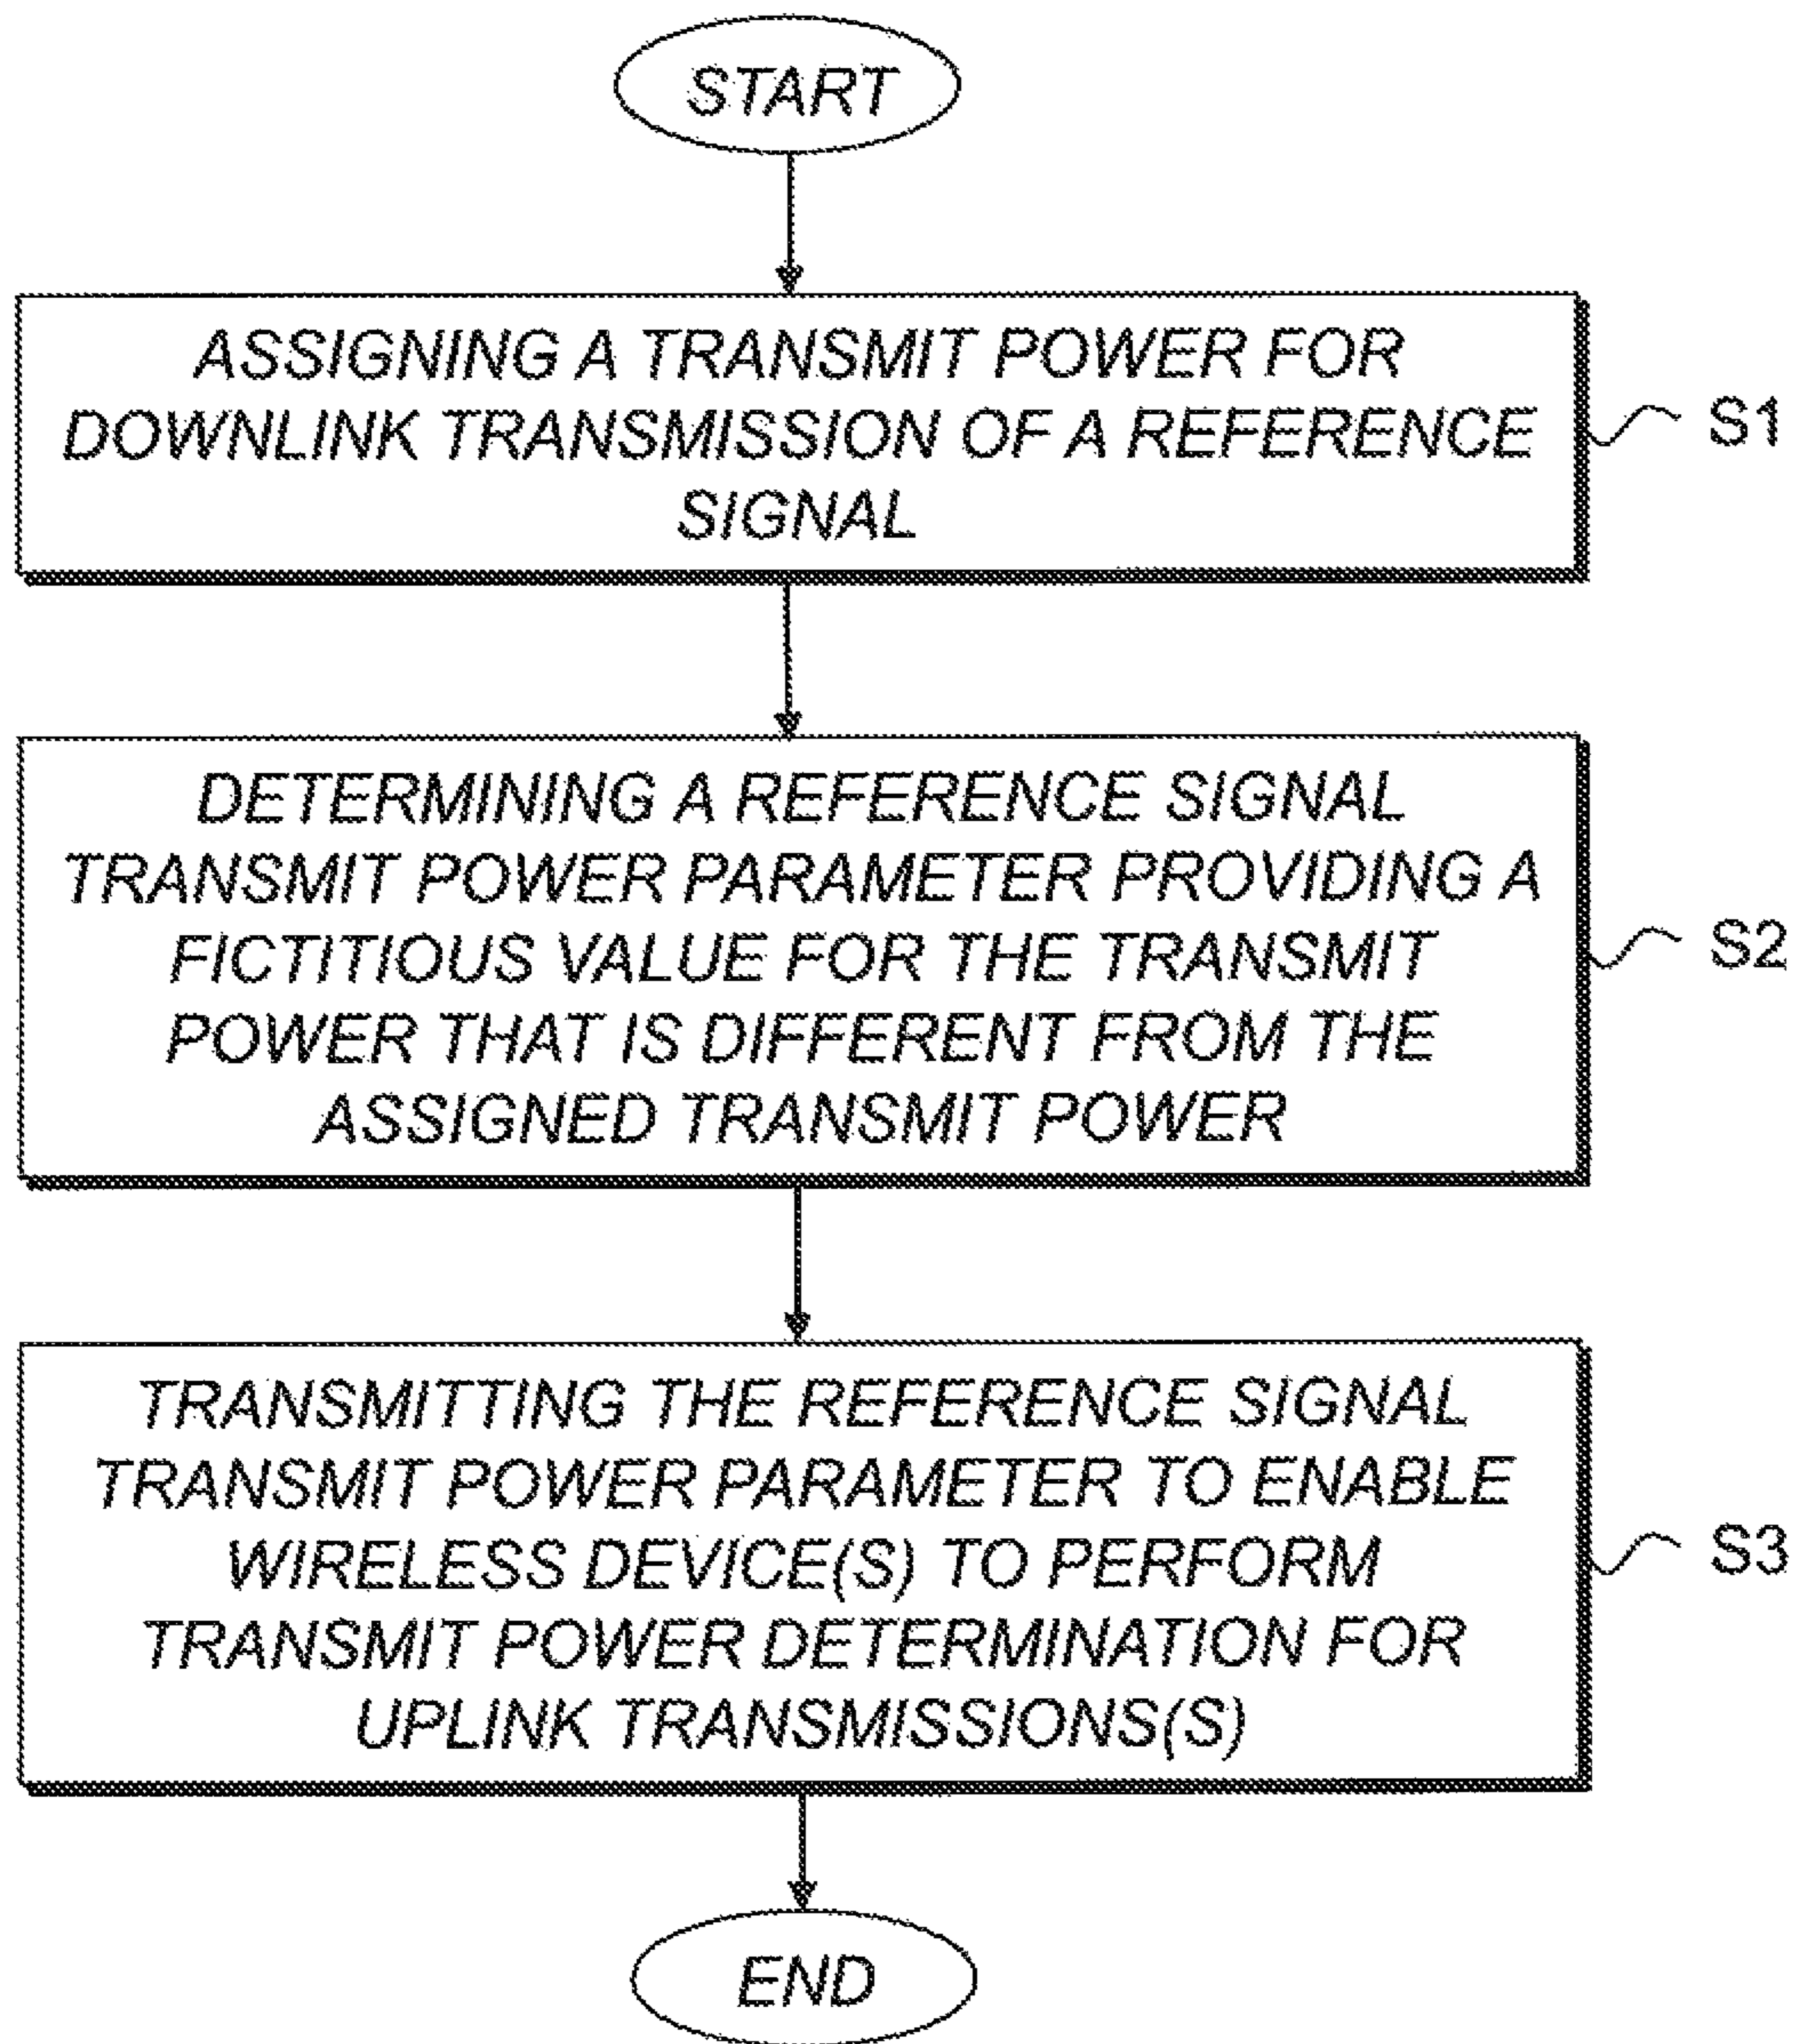 START
ASSIGNING A TRANSMIT POWER FOR
DOWNLINK TRANSMISSION OF A REFERENCE
SIGNAL
S1
DETERMINING A REFERENCE SIGNAL
TRANSMIT POWER PARAMETER PROVIDING A
FICTITIOUS VALUE FOR THE TRANSMIT
POWER THAT IS DIFFERENT FROM THE
ASSIGNED TRANSMIT POWER
S2
TRANSMITTING THE REFERENCE SIGNAL
TRANSMIT POWER PARAMETER TO ENABLE
WIRELESS DEVICE(S) TO PERFORM
TRANSMIT POWER DETERMINATION FOR
UPLINK TRANSMISSIONS(S)
S3
END